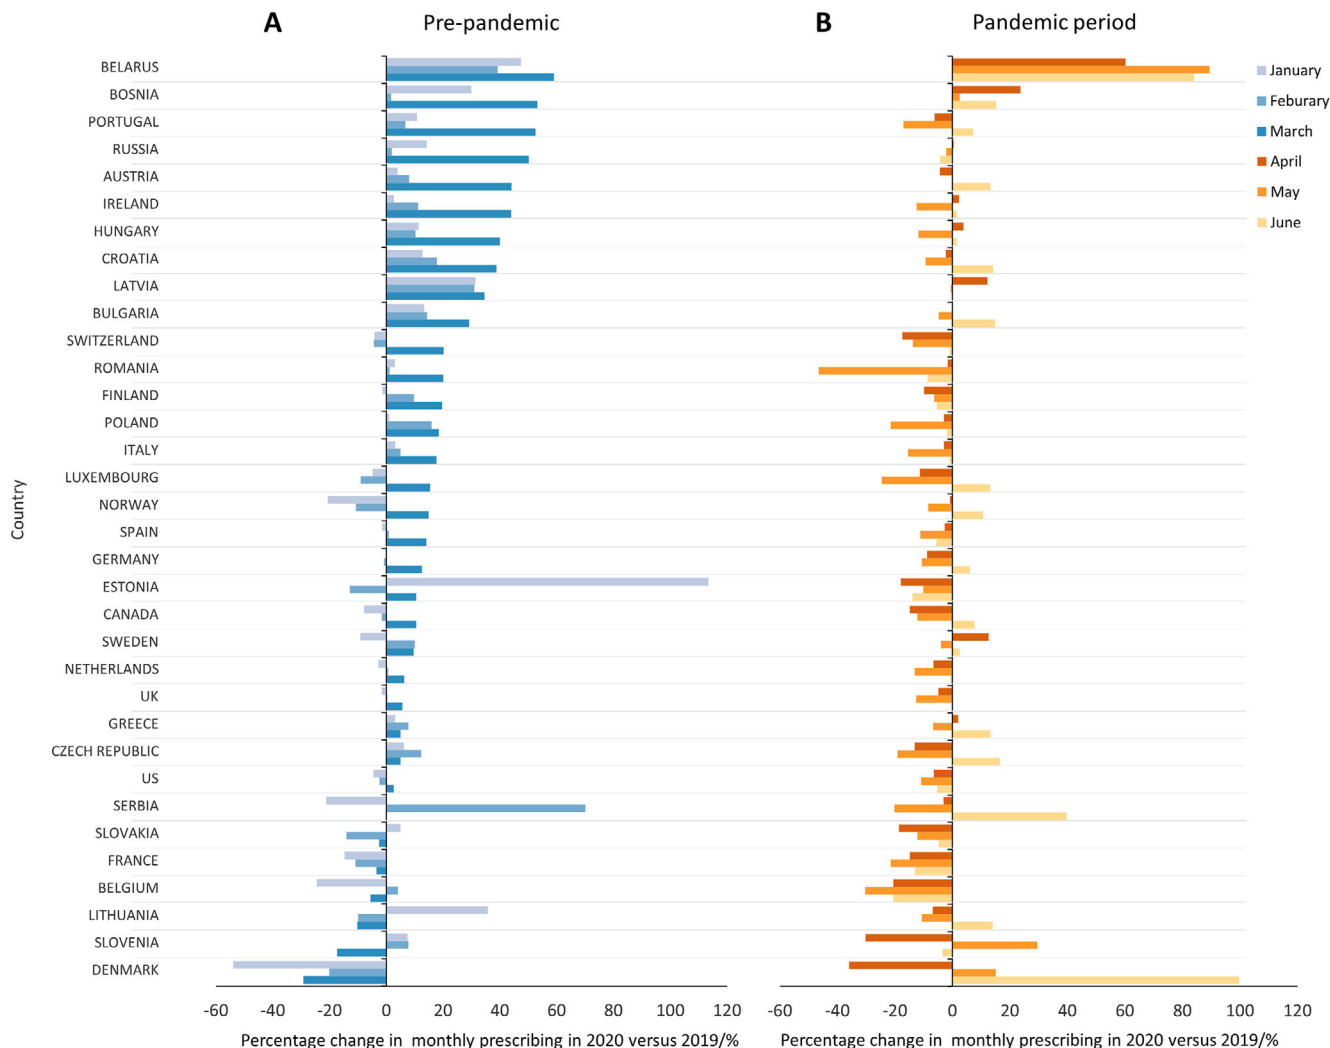 A
Pre-pandemic
B
Pandemic period
BELARUS
BOSNIA
PORTUGAL
RUSSIA
AUSTRIA
IRELAND
HUNGARY
CROATIA
LATVIA
BULGARIA
SWITZERLAND
ROMANIA
FINLAND
POLAND
ITALY
LUXEMBOURG
NORWAY
SPAIN
GERMANY
ESTONIA
CANADA
SWEDEN
NETHERLANDS
UK
GREECE
CZECH REPUBLIC
US
SERBIA
SLOVAKIA
FRANCE
BELGIUM
LITHUANIA
SLOVENIA
DENMARK
Country
January
Feburary
March
April
May
June
-60 -40 -20 0 20 40 60 80 100 120
-60 -40 -20 0 20 40 60 80 100 120
Percentage change in monthly prescribing in 2020 versus 2019/%
Percentage change in monthly prescribing in 2020 versus 2019/%